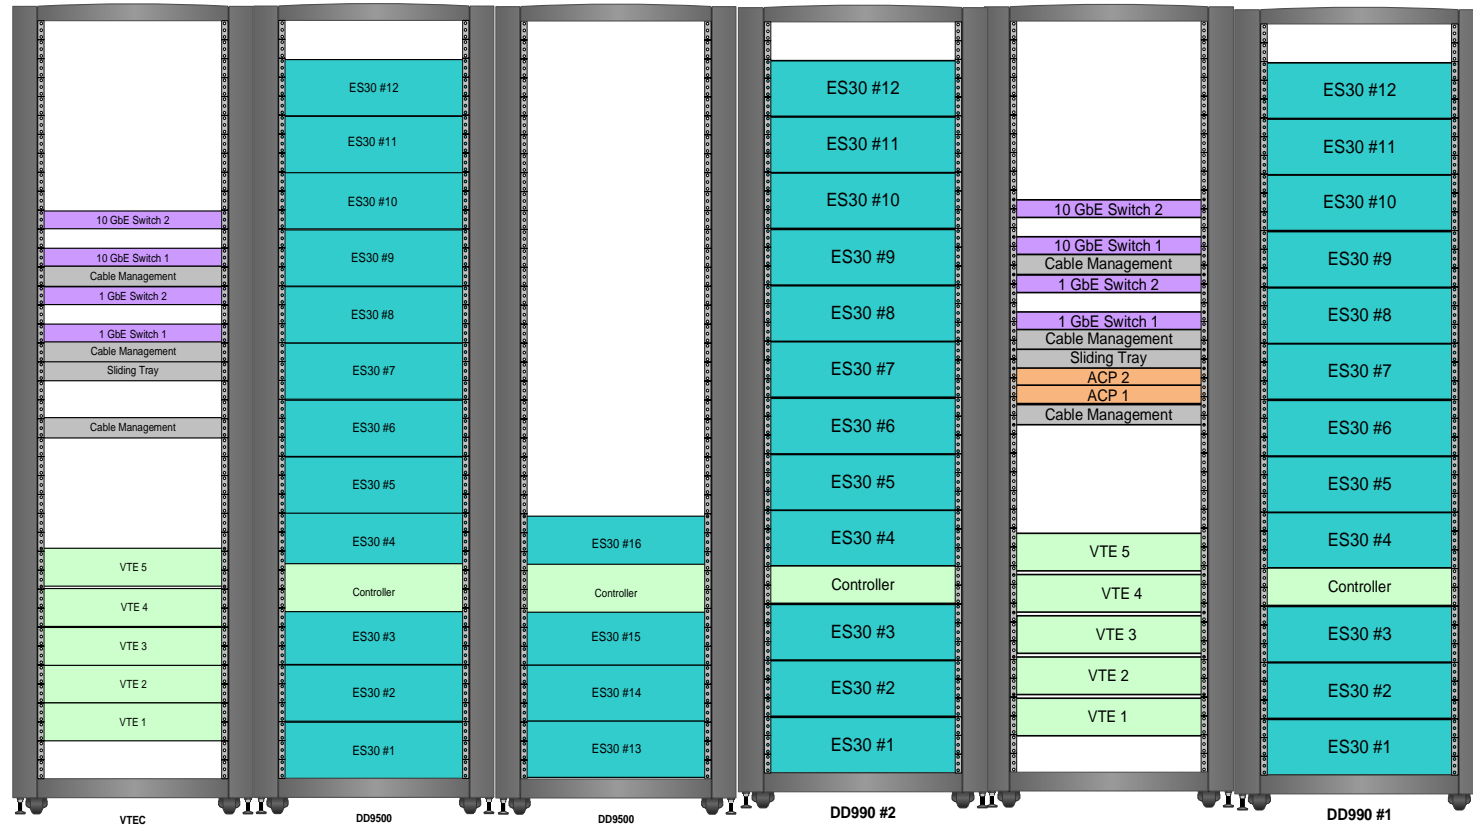 10 GbE Switch 2
10 GbE Switch 1
Cable Management
1 GbE Switch 2
1 GbE Switch 1
Cable Management
Sliding Tray
Cable Management
VTE 5
VTE 4
VTE 3
VTE 2
VTE 1
VTEC
ES30 #12
ES30 #11
ES30 #10
ES30 #9
ES30 #8
ES30 #7
ES30 #6
ES30 #5
ES30 #4
Controller
ES30 #3
ES30 #2
ES30 #1
DD9500
ES30 #16
Controller
ES30 #15
ES30 #14
ES30 #13
DD9500
ES30 #12
ES30 #11
ES30 #10
ES30 #9
ES30 #8
ES30 #7
ES30 #6
ES30 #5
ES30 #4
Controller
ES30 #3
ES30 #2
ES30 #1
DD990 #2
10 GbE Switch 2
10 GbE Switch 1
Cable Management
1 GbE Switch 2
1 GbE Switch 1
Cable Management
Sliding Tray
ACP 2
ACP 1
Cable Management
VTE 5
VTE 4
VTE 3
VTE 2
VTE 1
ES30 #12
ES30 #11
ES30 #10
ES30 #9
ES30 #8
ES30 #7
ES30 #6
ES30 #5
ES30 #4
Controller
ES30 #3
ES30 #2
ES30 #1
DD990 #1